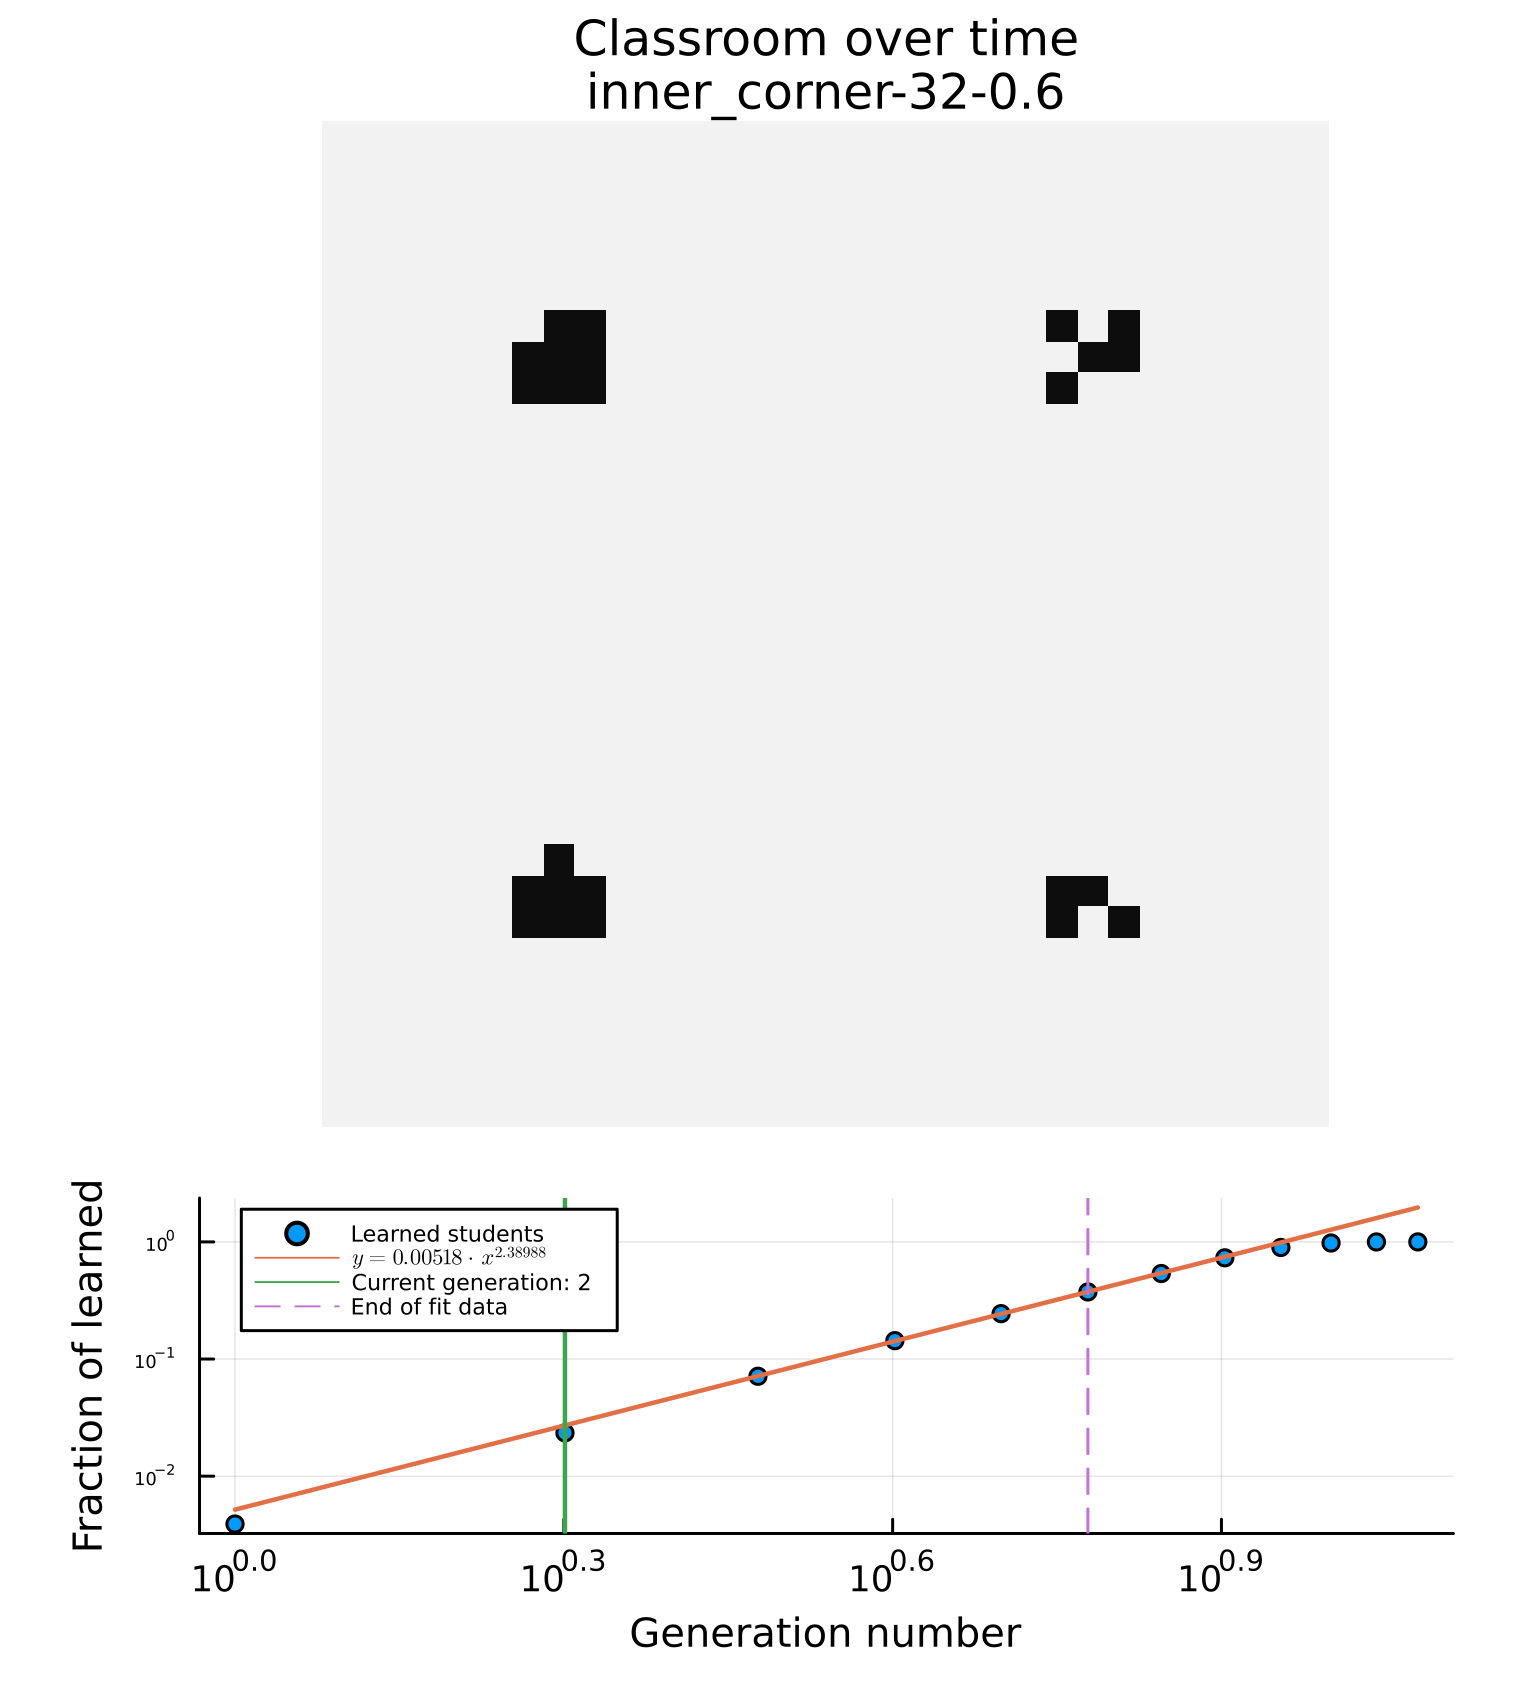 Classroom over time
inner_corner-32-0.6
Fraction of learned
10^0
10^−1
10^−2
Learned students
y = 0.00518 · x^2.38988
Current generation: 2
End of fit data
10^0.0 10^0.3 10^0.6 10^0.9
Generation number